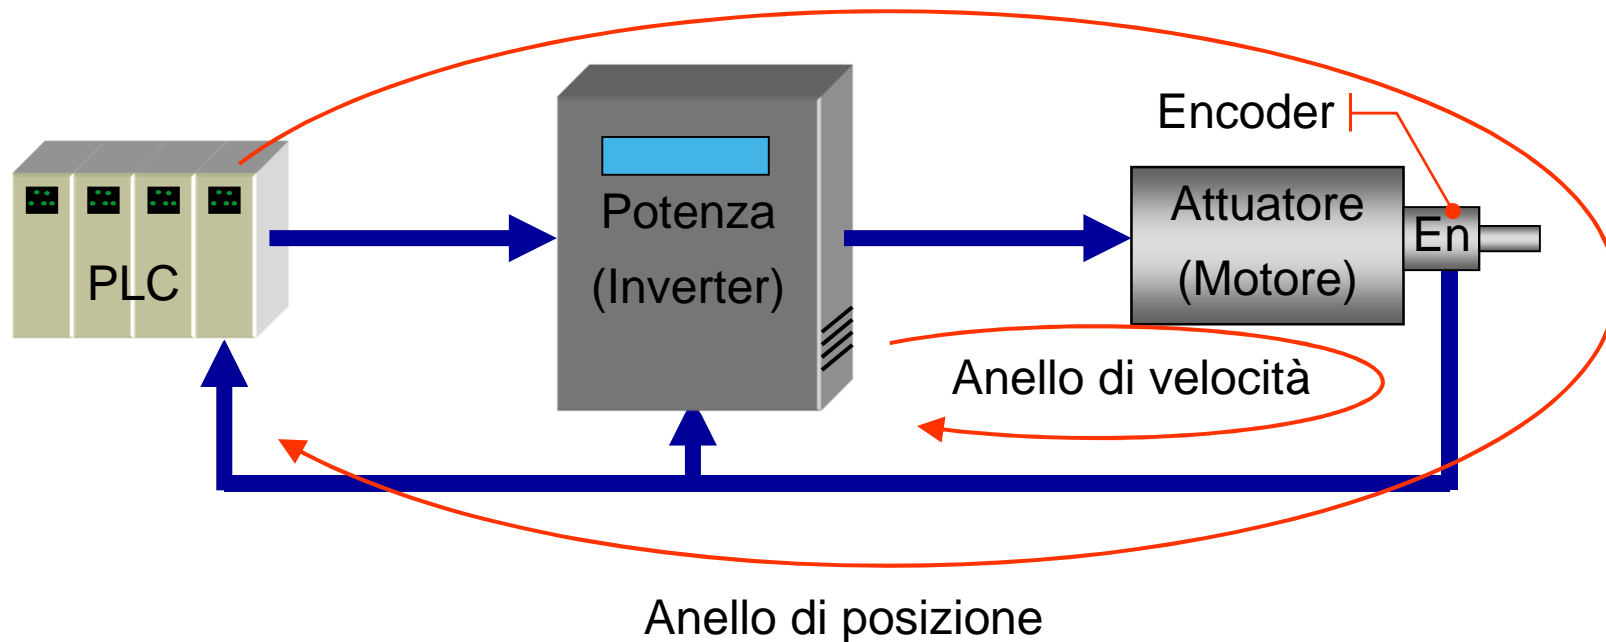 Encoder
PLC
Potenza
(Inverter)
Attuatore
(Motore)
En
Anello di velocità
Anello di posizione